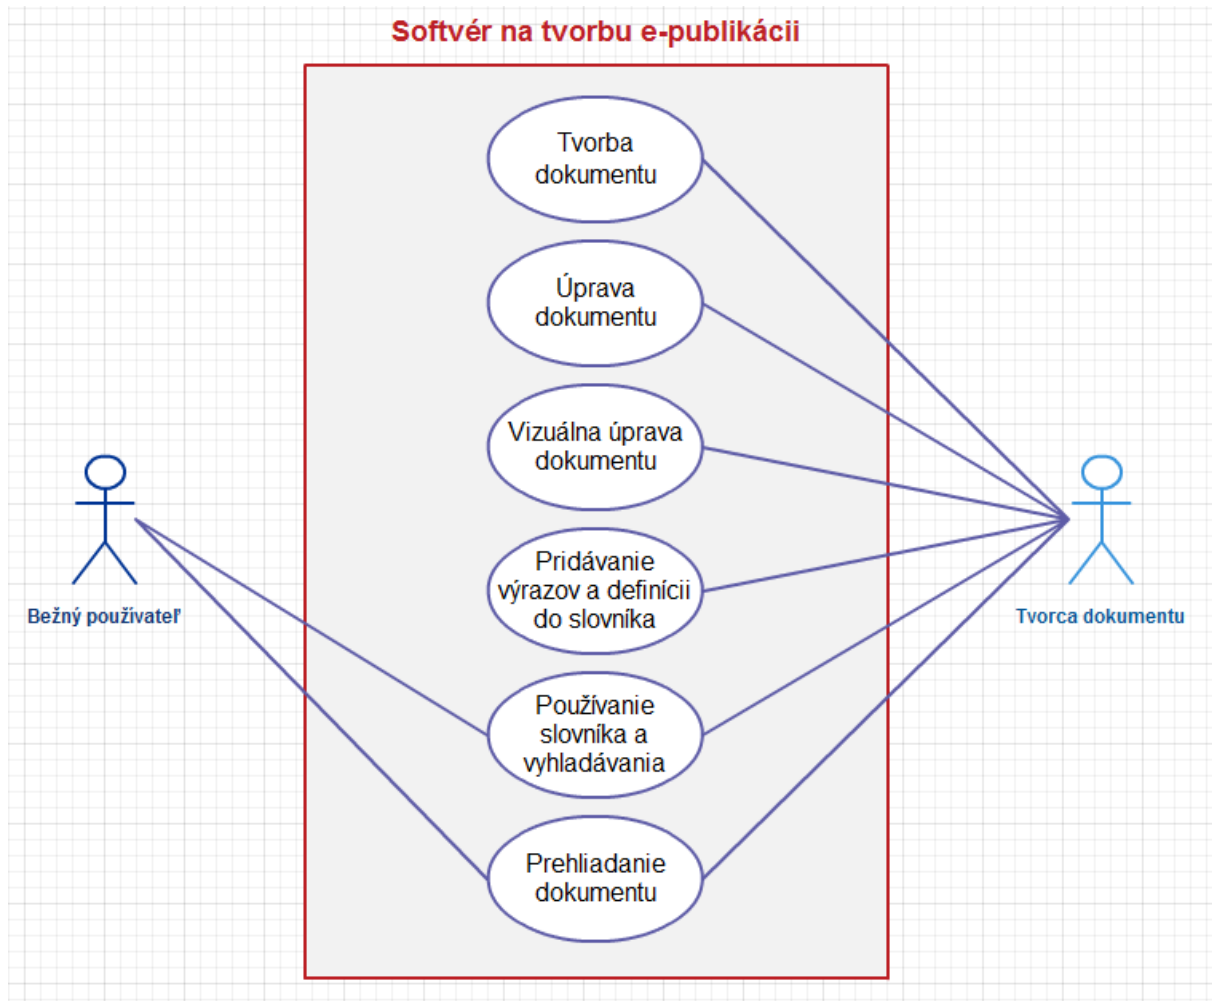 Softvér na tvorbu e-publikácii
Tvorba
dokumentu
Úprava
dokumentu
Vizuálna úprava
dokumentu
Pridávanie
výrazov a definícii
do slovníka
Používanie
slovníka a
vyhladávania
Prehliadanie
dokumentu
Bežný používateľ
Tvorca dokumentu